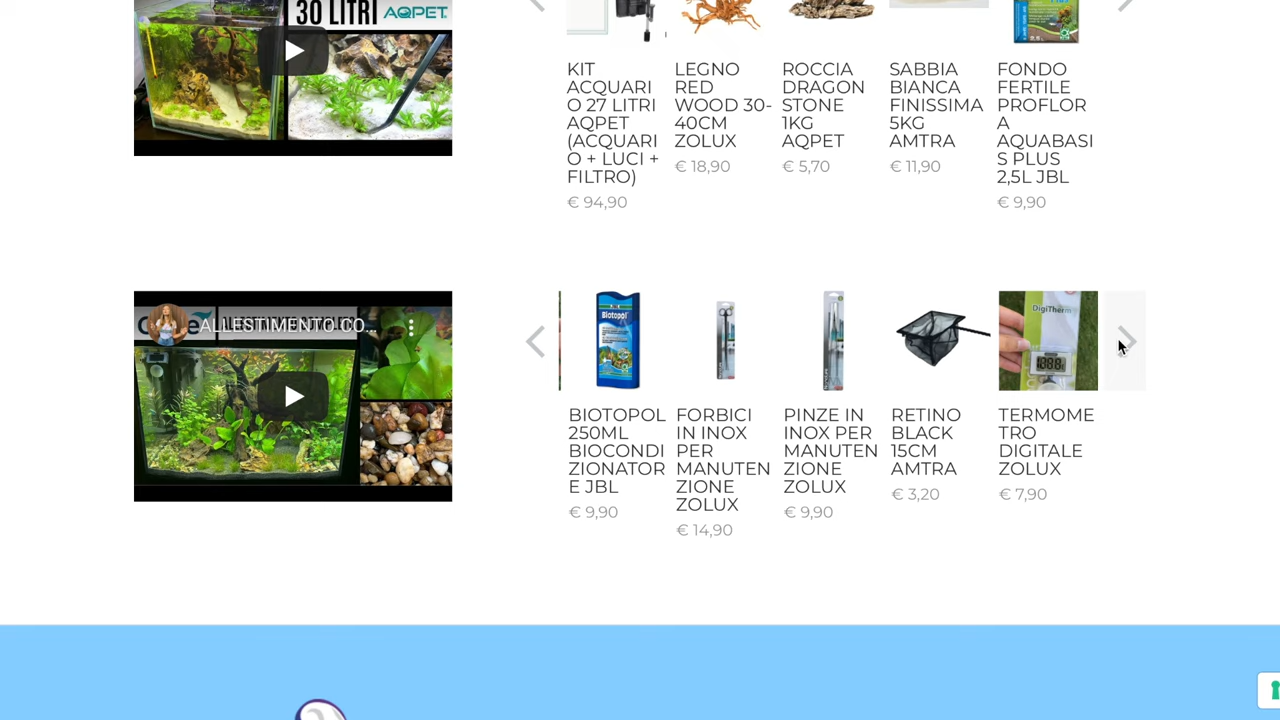 30 LITRI AQPET
KIT
ACQUARI
O 27 LITRI
AQPET
(ACQUARI
O + LUCI +
FILTRO)
€ 94,90
LEGNO
RED
WOOD 30-
40CM
ZOLUX
€ 18,90
ROCCIA
DRAGON
STONE
1KG
AQPET
€ 5,70
SABBIA
BIANCA
FINISSIMA
5KG
AMTRA
€ 11,90
FONDO
FERTILE
PROFLOR
A
AQUABASI
S PLUS
2,5L JBL
€ 9,90
ALLESTIMENTO CO...
Biotopol
DigiTherm
BIOTOPOL
250ML
BIOCONDI
ZIONATOR
E JBL
€ 9,90
FORBICI
IN INOX
PER
MANUTEN
ZIONE
ZOLUX
€ 14,90
PINZE IN
INOX PER
MANUTEN
ZIONE
ZOLUX
€ 9,90
RETINO
BLACK
15CM
AMTRA
€ 3,20
TERMOME
TRO
DIGITALE
ZOLUX
€ 7,90